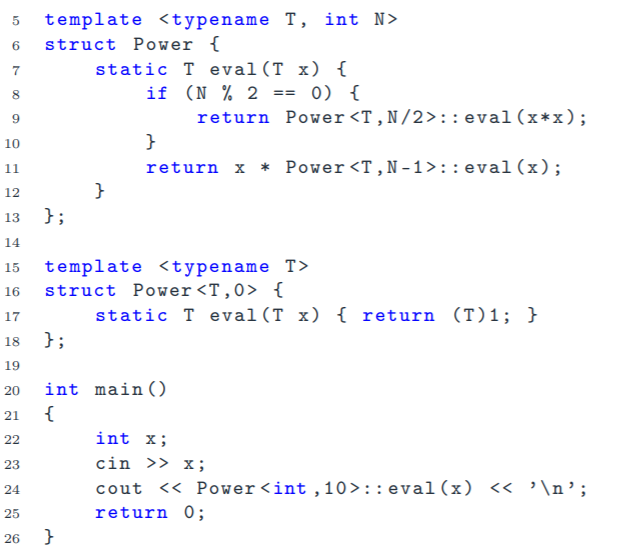 5 template <typename T, int N>
6 struct Power {
7     static T eval(T x) {
8         if (N % 2 == 0) {
9             return Power<T,N/2>::eval(x*x);
10         }
11         return x * Power<T,N-1>::eval(x);
12     }
13 };
14
15 template <typename T>
16 struct Power<T,0> {
17     static T eval(T x) { return (T)1; }
18 };
19
20 int main()
21 {
22     int x;
23     cin >> x;
24     cout << Power<int,10>::eval(x) << '\n';
25     return 0;
26 }